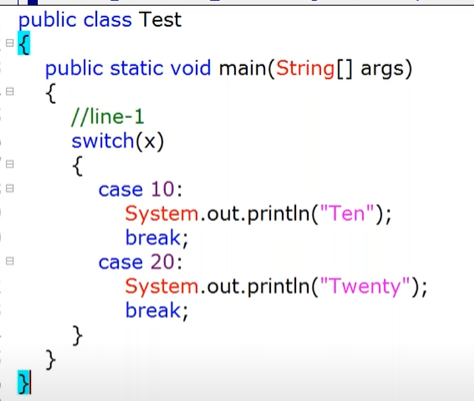 public class Test
{
public static void main(String[] args)
{
//line-1
switch(x)
{
case 10:
System.out.println("Ten");
break;
case 20:
System.out.println("Twenty");
break;
}
}
}